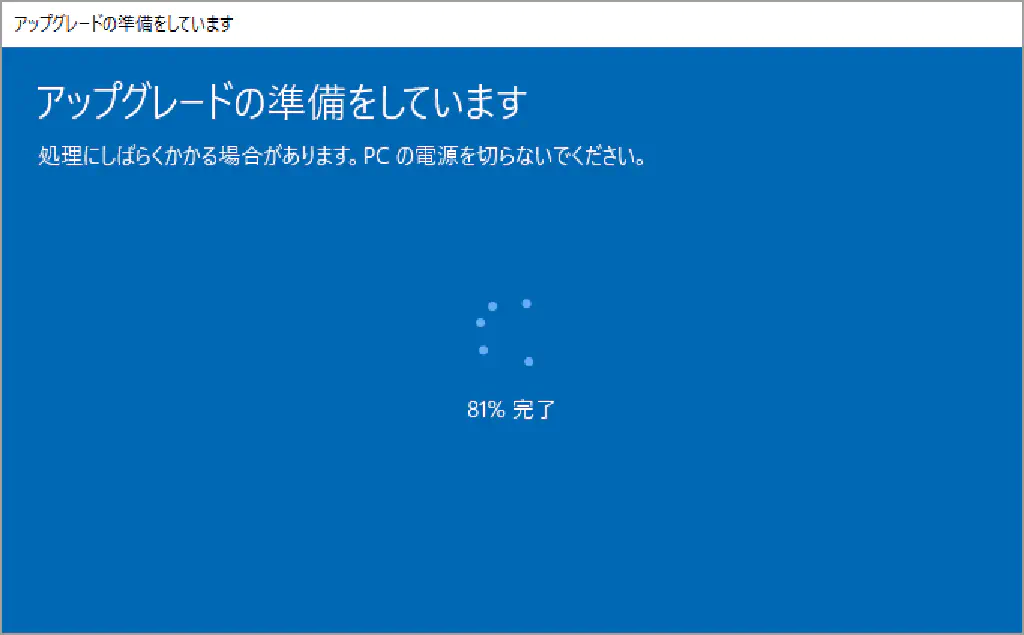 アップグレードの準備をしています
アップグレードの準備をしています
処理にしばらくかかる場合があります。PC の電源を切らないでください。
81% 完了